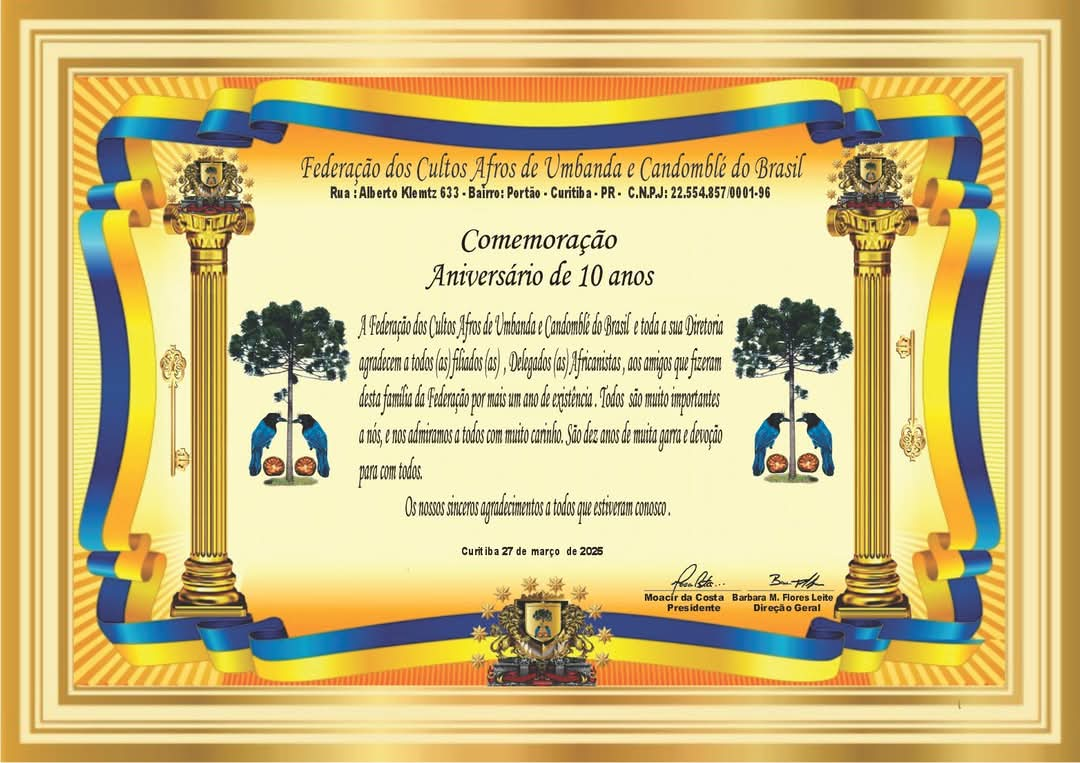 Federação dos Cultos Afros de Umbanda e Candomblé do Brasil
Rua : Alberto Klemtz 633 - Bairro: Portão - Curitiba - PR - C.N.P.J: 22.554.857/0001-96
Comemoração
Aniversário de 10 anos
A Federação dos Cultos Afros de Umbanda e Candomblé do Brasil e toda a sua Diretoria
agradecem a todos (as) filiados (as) , Delegados (as) Africanistas , aos amigos que fizeram
desta família da Federação por mais um ano de existência . Todos são muito importantes
a nós, e nos admiramos a todos com muito carinho. São dez anos de muita garra e devoção
para com todos.
Os nossos sinceros agradecimentos a todos que estiveram conosco .
Curitiba 27 de março de 2025
Moacir da Costa Barbara M. Flores Leite
Presidente Direção Geral